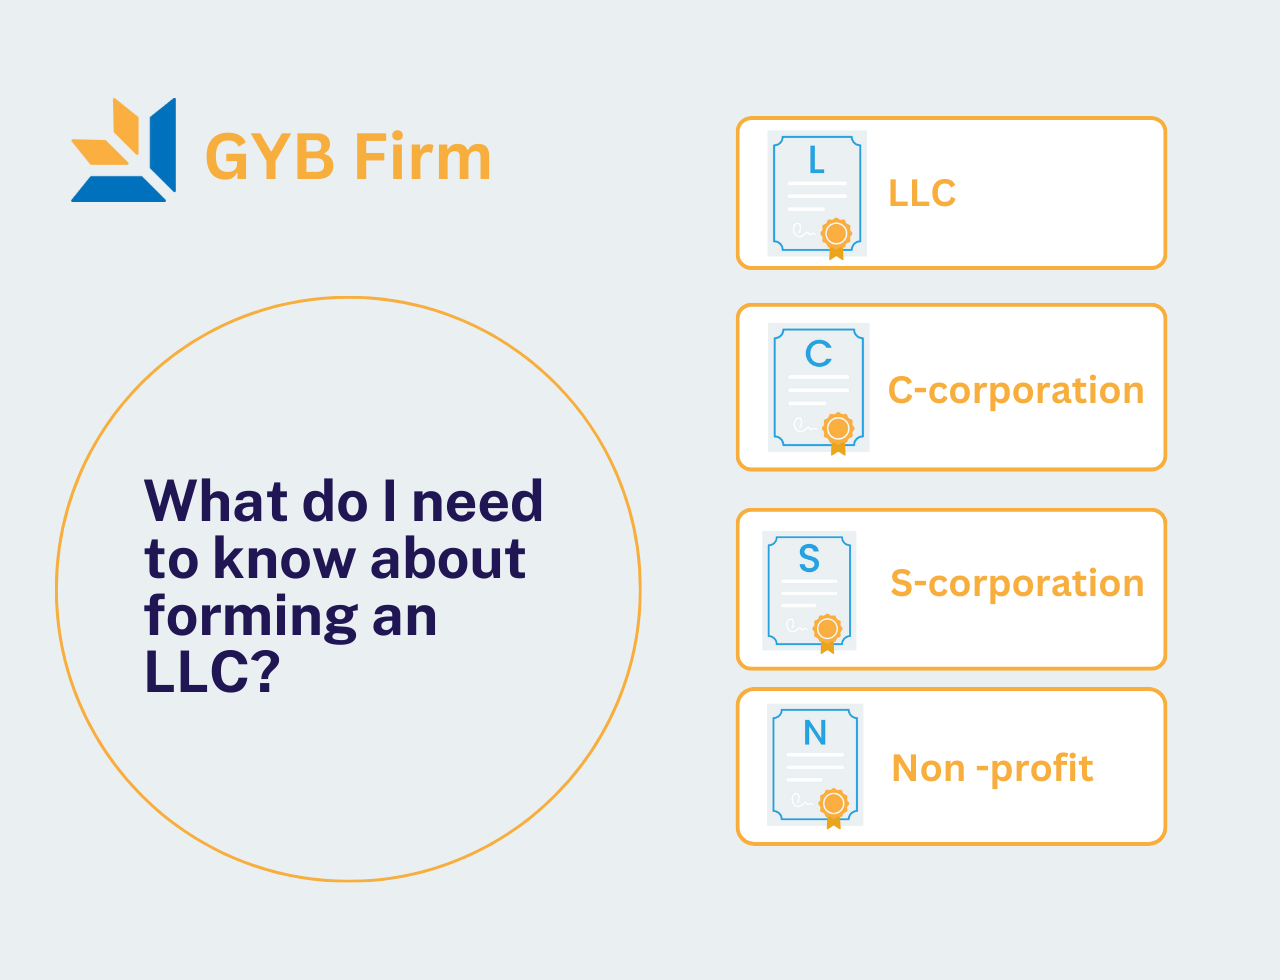 GYB Firm
What do I need
to know about
forming an
LLC?
L
LLC
C
C-corporation
S
S-corporation
N
Non -profit